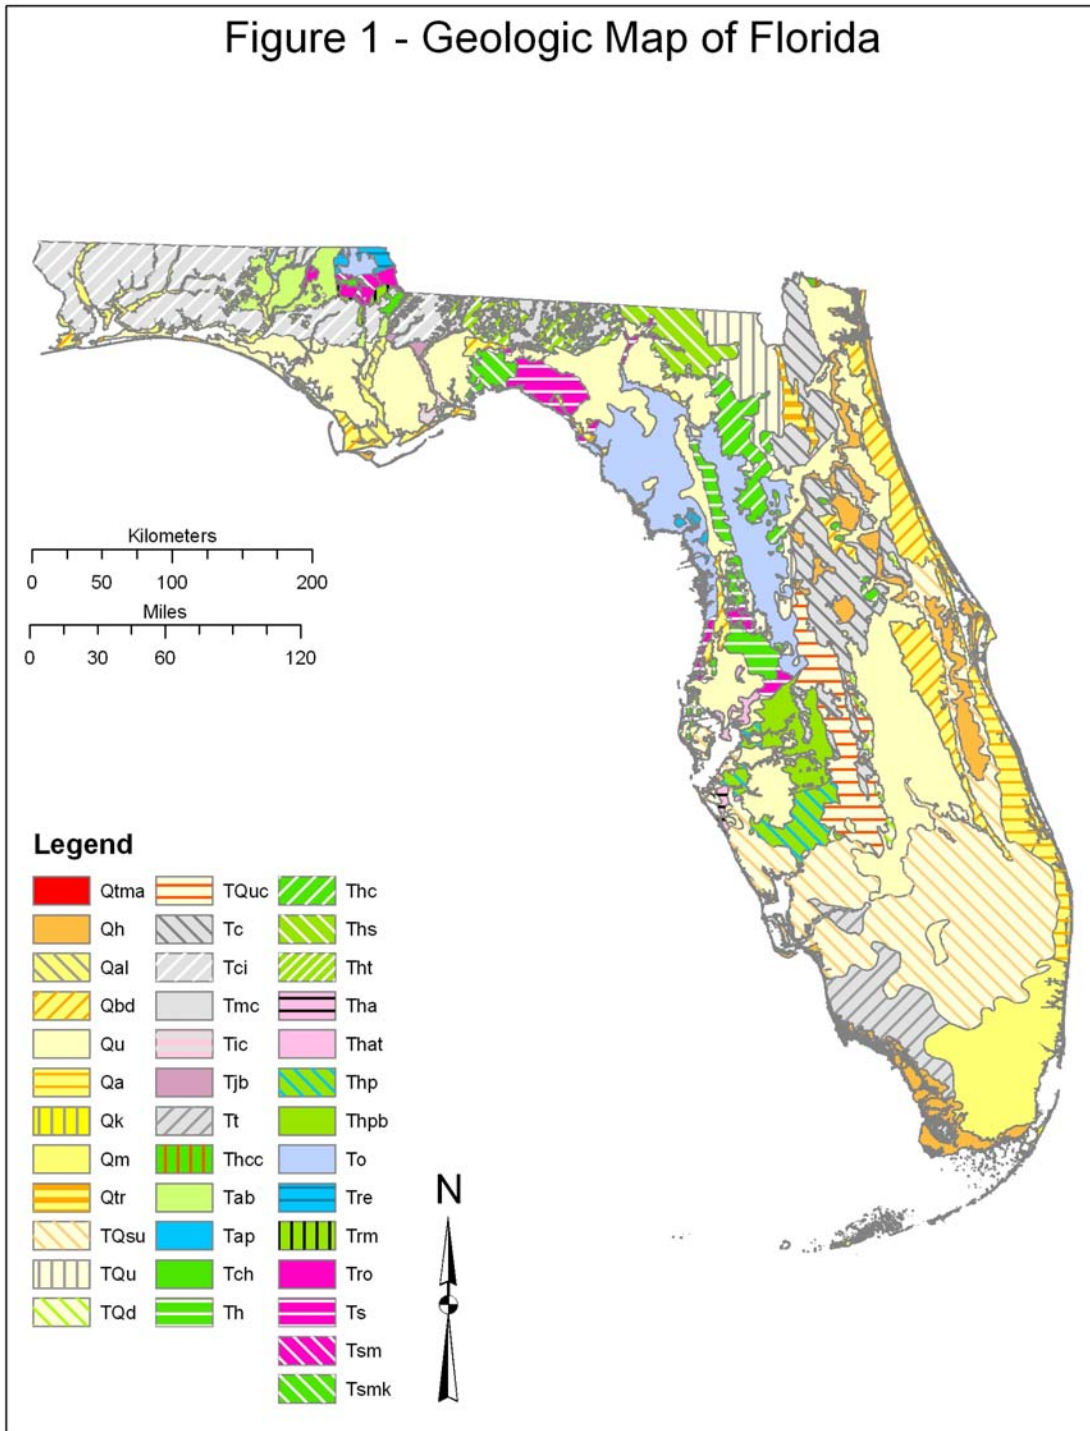 Figure 1 - Geologic Map of Florida
Kilometers
0 50 100 200
Miles
0 30 60 120
Legend
Qtma TQuc Thc
Qh Tc Ths
Qal Tci Tht
Qbd Tmc Tha
Qu Tic That
Qa Tjb Thp
Qk Tt Thpb
Qm Thcc To
Qtr Tab Tre
TQsu Tap Trm
TQu Tch Tro
TQd Th Ts
Tsm
Tsmk
N